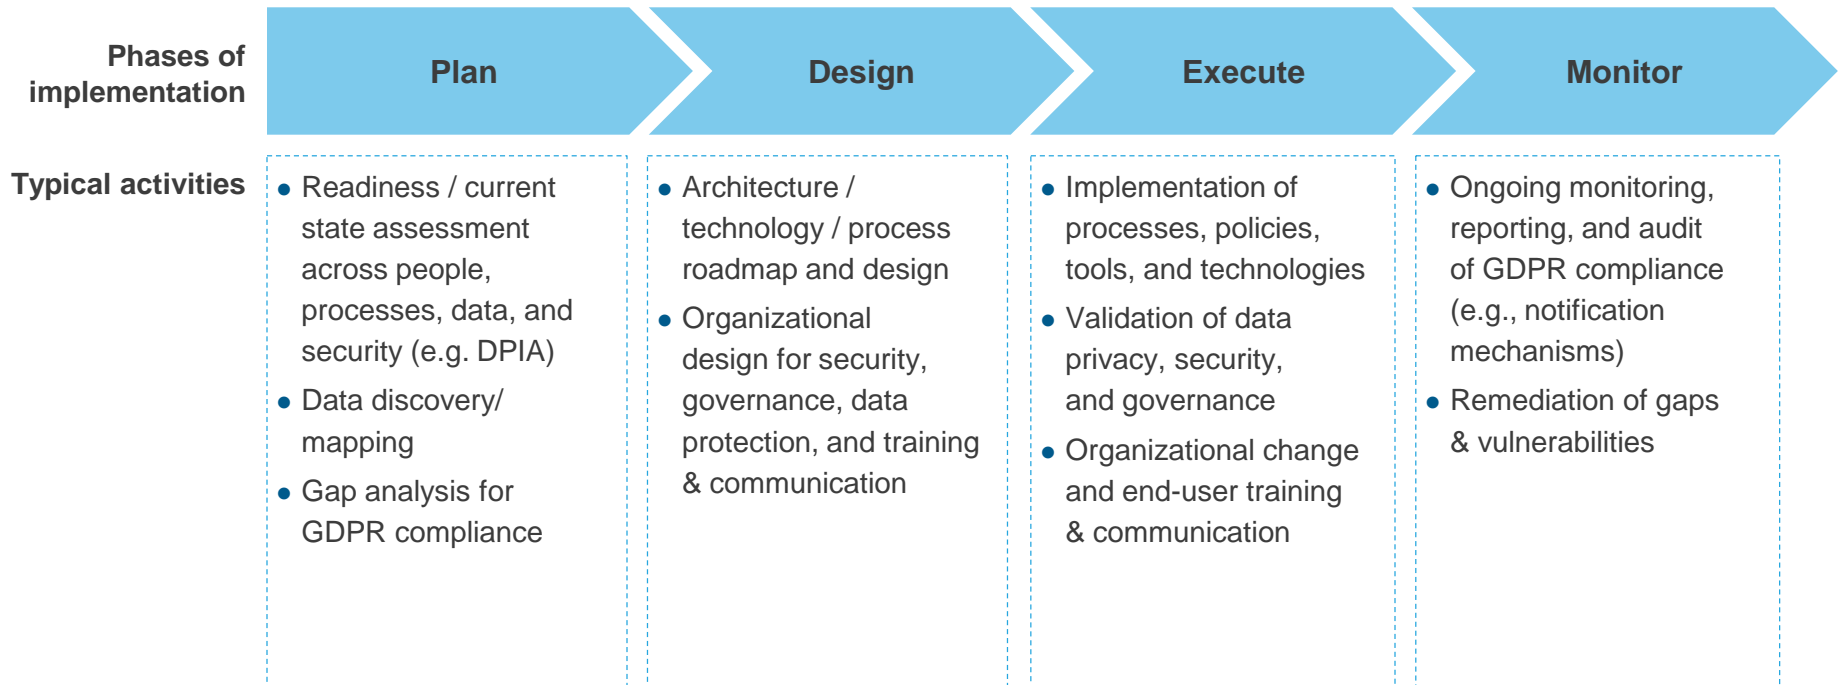 Phases of
implementation
Plan
Design
Execute
Monitor
Typical activities
● Readiness / current
state assessment
across people,
processes, data, and
security (e.g. DPIA)
● Data discovery/
mapping
● Gap analysis for
GDPR compliance
● Architecture /
technology / process
roadmap and design
● Organizational
design for security,
governance, data
protection, and training
& communication
● Implementation of
processes, policies,
tools, and technologies
● Validation of data
privacy, security,
and governance
● Organizational change
and end-user training
& communication
● Ongoing monitoring,
reporting, and audit
of GDPR compliance
(e.g., notification
mechanisms)
● Remediation of gaps
& vulnerabilities